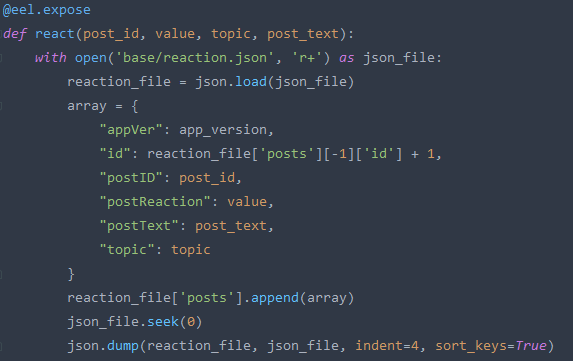 @eel.expose
def react(post_id, value, topic, post_text):
    with open('base/reaction.json', 'r+') as json_file:
        reaction_file = json.load(json_file)
        array = {
            "appVer": app_version,
            "id": reaction_file['posts'][-1]['id'] + 1,
            "postID": post_id,
            "postReaction": value,
            "postText": post_text,
            "topic": topic
        }
        reaction_file['posts'].append(array)
        json_file.seek(0)
        json.dump(reaction_file, json_file, indent=4, sort_keys=True)